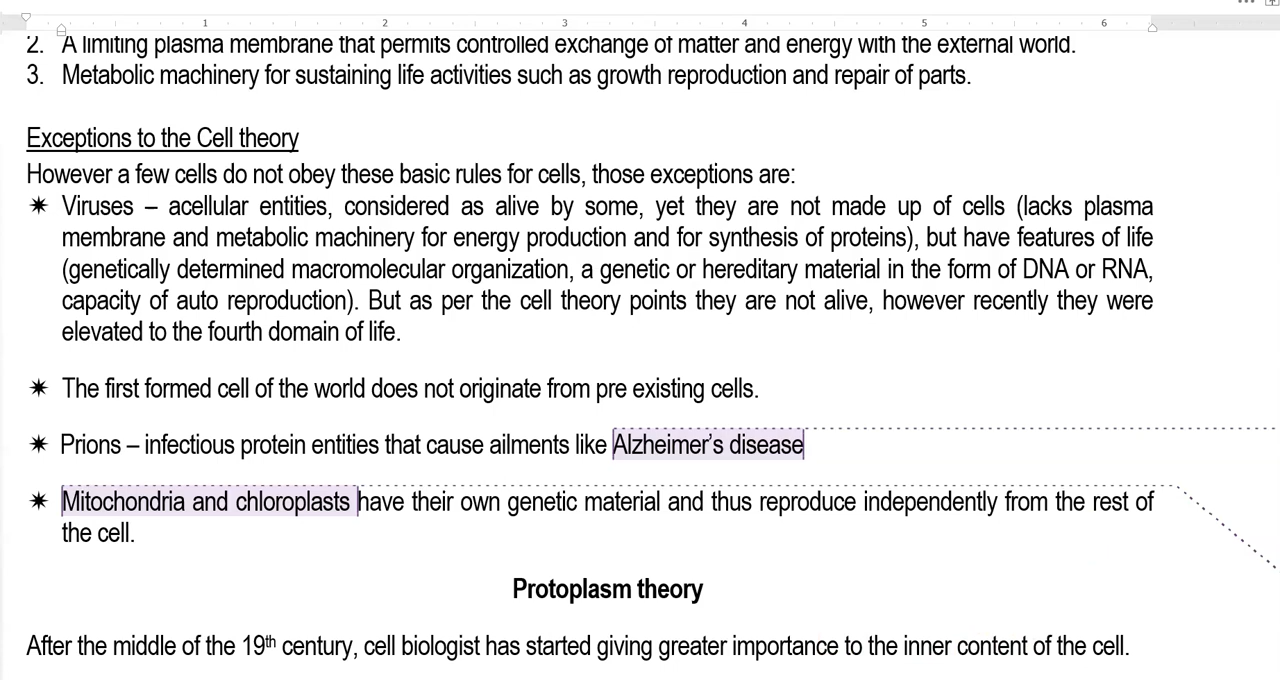 1 2 3 4 5 6
2. A limiting plasma membrane that permits controlled exchange of matter and energy with the external world.
3. Metabolic machinery for sustaining life activities such as growth reproduction and repair of parts.
Exceptions to the Cell theory
However a few cells do not obey these basic rules for cells, those exceptions are:
✷ Viruses – acellular entities, considered as alive by some, yet they are not made up of cells (lacks plasma
membrane and metabolic machinery for energy production and for synthesis of proteins), but have features of life
(genetically determined macromolecular organization, a genetic or hereditary material in the form of DNA or RNA,
capacity of auto reproduction). But as per the cell theory points they are not alive, however recently they were
elevated to the fourth domain of life.
✷ The first formed cell of the world does not originate from pre existing cells.
✷ Prions – infectious protein entities that cause ailments like Alzheimer’s disease
✷ Mitochondria and chloroplasts have their own genetic material and thus reproduce independently from the rest of
the cell.
Protoplasm theory
After the middle of the 19th century, cell biologist has started giving greater importance to the inner content of the cell.